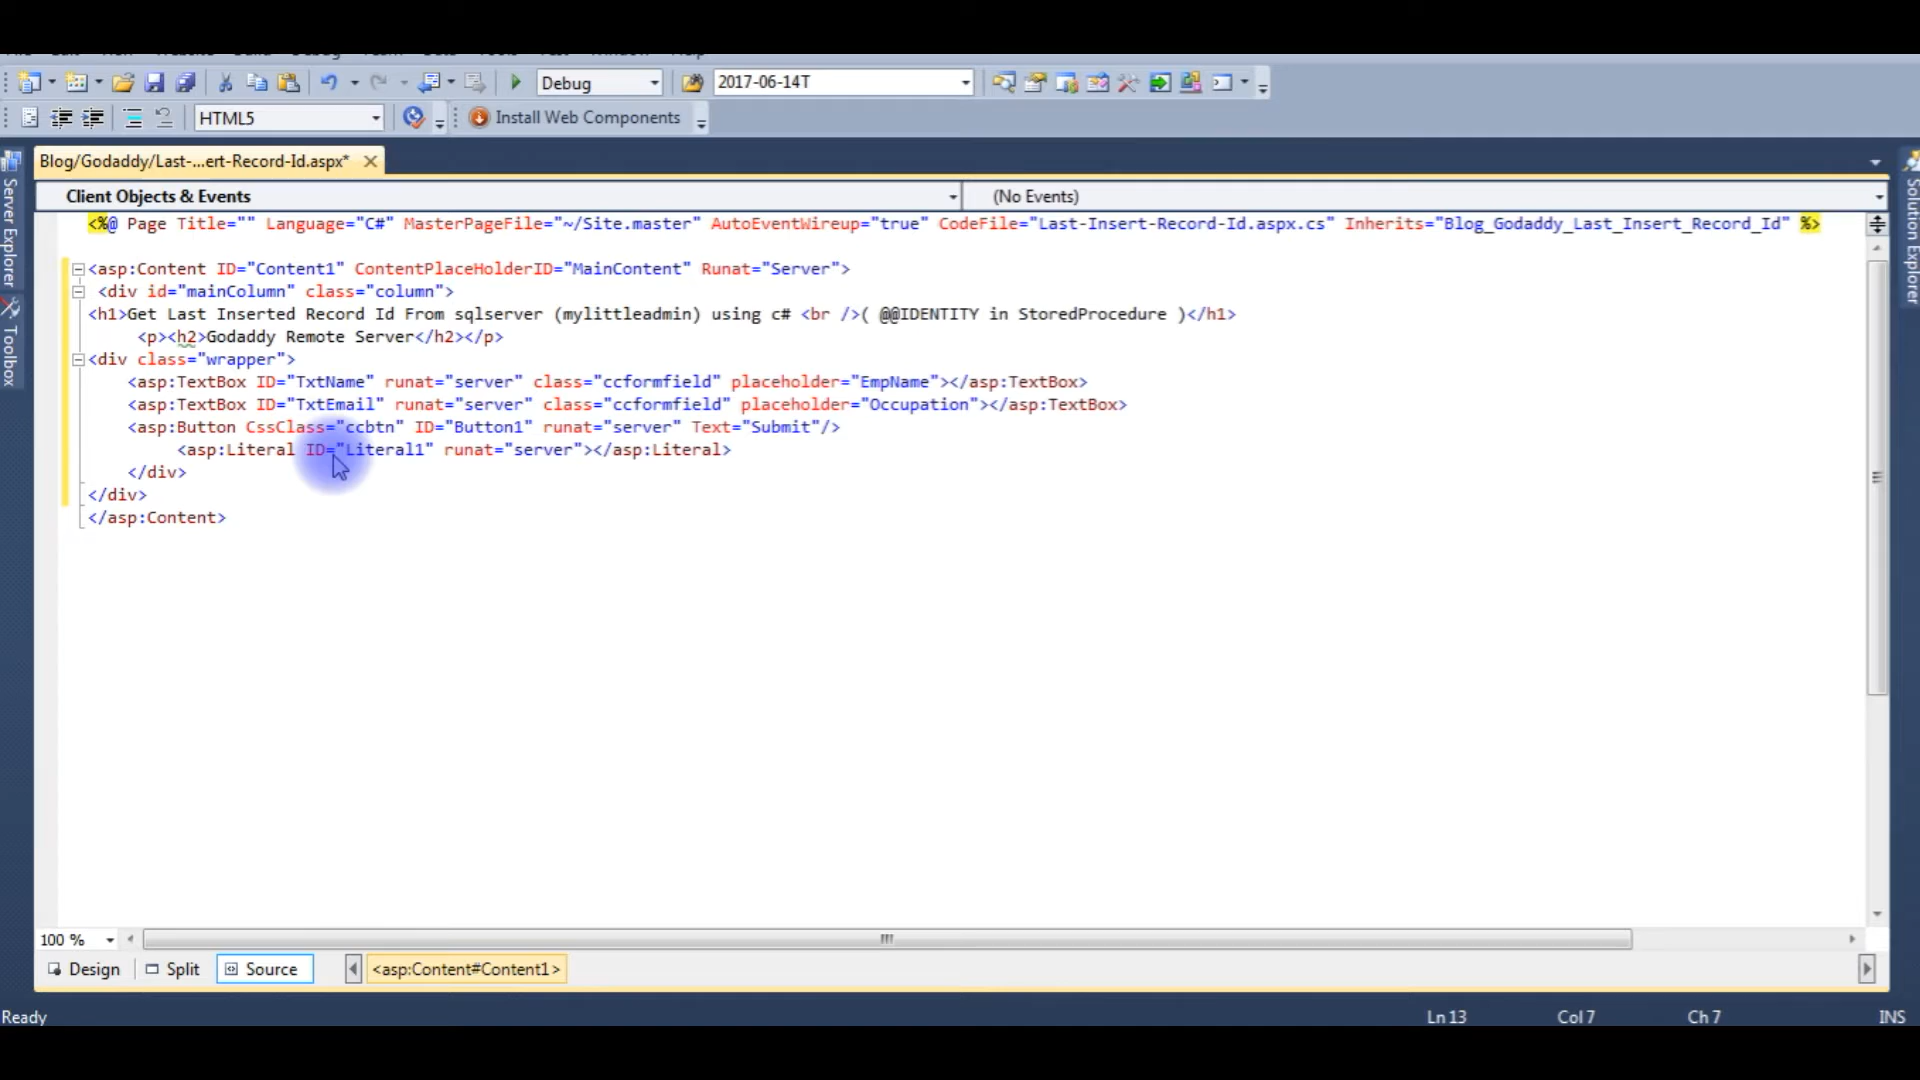 Debug
2017-06-14T
HTML5
Install Web Components
Blog/Godaddy/Last-...ert-Record-Id.aspx*
Client Objects & Events
(No Events)
Server Explorer
Toolbox
Solution Explorer
<%@ Page Title="" Language="C#" MasterPageFile="~/Site.master" AutoEventWireup="true" CodeFile="Last-Insert-Record-Id.aspx.cs" Inherits="Blog_Godaddy_Last_Insert_Record_Id" %>
<asp:Content ID="Content1" ContentPlaceHolderID="MainContent" Runat="Server">
<div id="mainColumn" class="column">
<h1>Get Last Inserted Record Id From sqlserver (mylittleadmin) using c# <br />( @@IDENTITY in StoredProcedure )</h1>
<p><h2>Godaddy Remote Server</h2></p>
<div class="wrapper">
<asp:TextBox ID="TxtName" runat="server" class="ccformfield" placeholder="EmpName"></asp:TextBox>
<asp:TextBox ID="TxtEmail" runat="server" class="ccformfield" placeholder="Occupation"></asp:TextBox>
<asp:Button CssClass="ccbtn" ID="Button1" runat="server" Text="Submit"/>
<asp:Literal ID="Literal1" runat="server"></asp:Literal>
</div>
</div>
</asp:Content>
100 %
Design
Split
Source
<asp:Content#Content1>
Ready
Ln 13
Col 7
Ch 7
INS